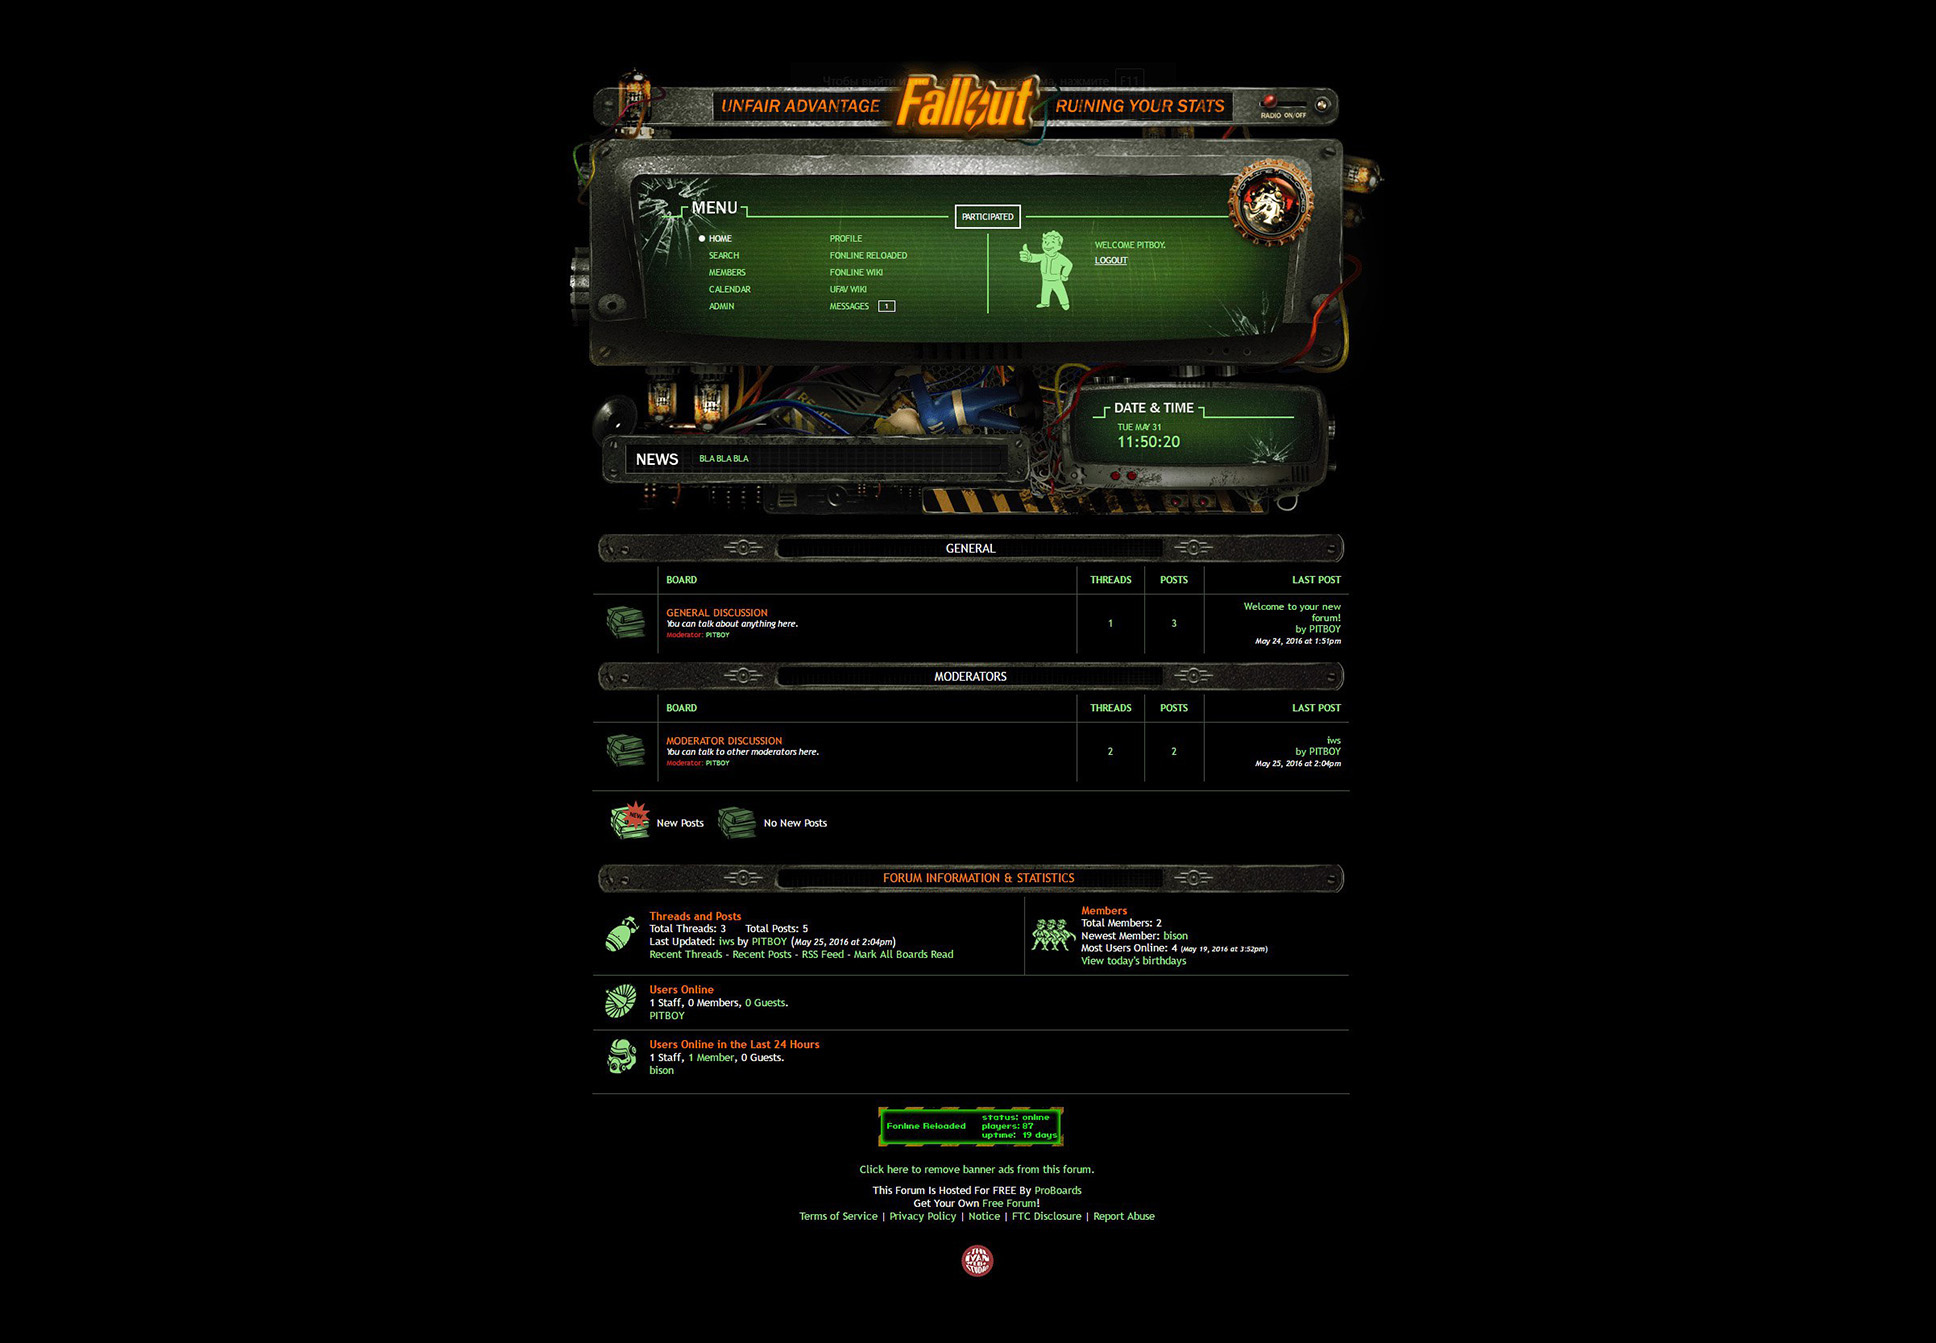 Чтобы выйти из полноэкранного режима, нажмите F11
UNFAIR ADVANTAGE Fallout RUINING YOUR STATS
RADIO ON/OFF
MENU
PARTICIPATED
HOME
SEARCH
MEMBERS
CALENDAR
ADMIN
PROFILE
FONLINE RELOADED
FONLINE WIKI
UFAV WIKI
MESSAGES 1
WELCOME PITBOY.
LOGOUT
DATE & TIME
TUE MAY 31
11:50:20
NEWS BLA BLA BLA
GENERAL
BOARD THREADS POSTS LAST POST
GENERAL DISCUSSION
You can talk about anything here.
Moderator: PITBOY
1
3
Welcome to your new
forum!
by PITBOY
May 24, 2016 at 1:51pm
MODERATORS
BOARD THREADS POSTS LAST POST
MODERATOR DISCUSSION
You can talk to other moderators here.
Moderator: PITBOY
2
2
iws
by PITBOY
May 25, 2016 at 2:04pm
NEW New Posts No New Posts
FORUM INFORMATION & STATISTICS
Threads and Posts
Total Threads: 3 Total Posts: 5
Last Updated: iws by PITBOY (May 25, 2016 at 2:04pm)
Recent Threads - Recent Posts - RSS Feed - Mark All Boards Read
Members
Total Members: 2
Newest Member: bison
Most Users Online: 4 (May 19, 2016 at 3:52pm)
View today's birthdays
Users Online
1 Staff, 0 Members, 0 Guests.
PITBOY
Users Online in the Last 24 Hours
1 Staff, 1 Member, 0 Guests.
bison
Fonline Reloaded
status: online
players: 87
uptime: 19 days
Click here to remove banner ads from this forum.
This Forum Is Hosted For FREE By ProBoards
Get Your Own Free Forum!
Terms of Service | Privacy Policy | Notice | FTC Disclosure | Report Abuse